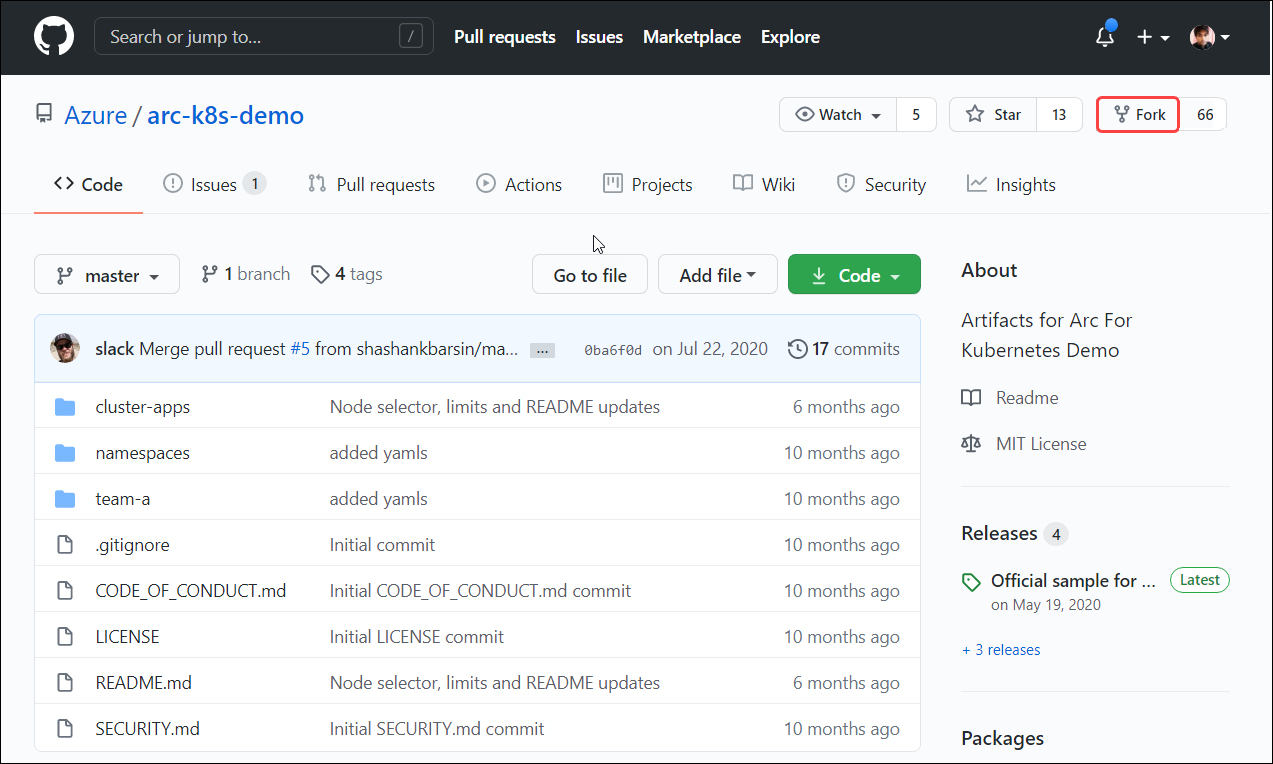 Search or jump to... / Pull requests Issues Marketplace Explore
Azure / arc-k8s-demo Watch 5 Star 13 Fork 66
Code Issues 1 Pull requests Actions Projects Wiki Security Insights
master 1 branch 4 tags Go to file Add file Code
slack Merge pull request #5 from shashankbarsin/ma... ... 0ba6f0d on Jul 22, 2020 17 commits
cluster-apps Node selector, limits and README updates 6 months ago
namespaces added yamls 10 months ago
team-a added yamls 10 months ago
.gitignore Initial commit 10 months ago
CODE_OF_CONDUCT.md Initial CODE_OF_CONDUCT.md commit 10 months ago
LICENSE Initial LICENSE commit 10 months ago
README.md Node selector, limits and README updates 6 months ago
SECURITY.md Initial SECURITY.md commit 10 months ago
About
Artifacts for Arc For
Kubernetes Demo
Readme
MIT License
Releases 4
Official sample for ... Latest
on May 19, 2020
+ 3 releases
Packages